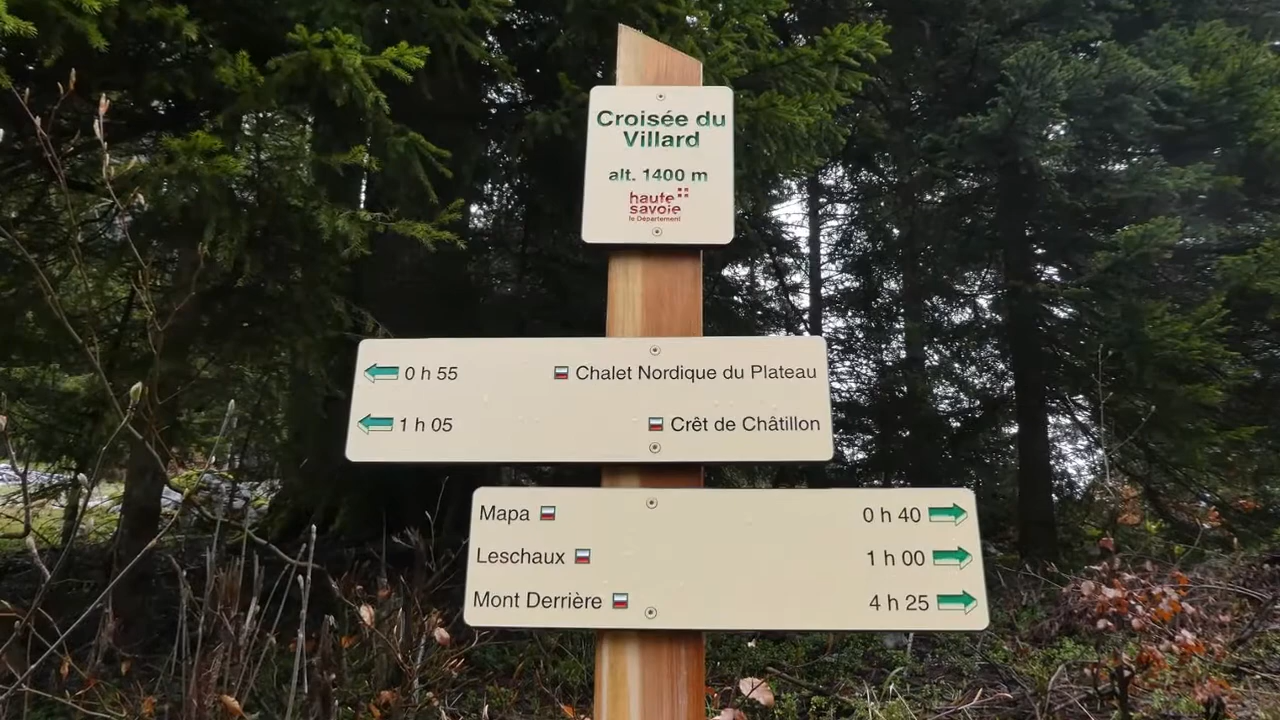 Croisée du
Villard
alt. 1400 m
haute
savoie
le Département
0 h 55 Chalet Nordique du Plateau
1 h 05 Crêt de Châtillon
Mapa 0 h 40
Leschaux 1 h 00
Mont Derrière 4 h 25